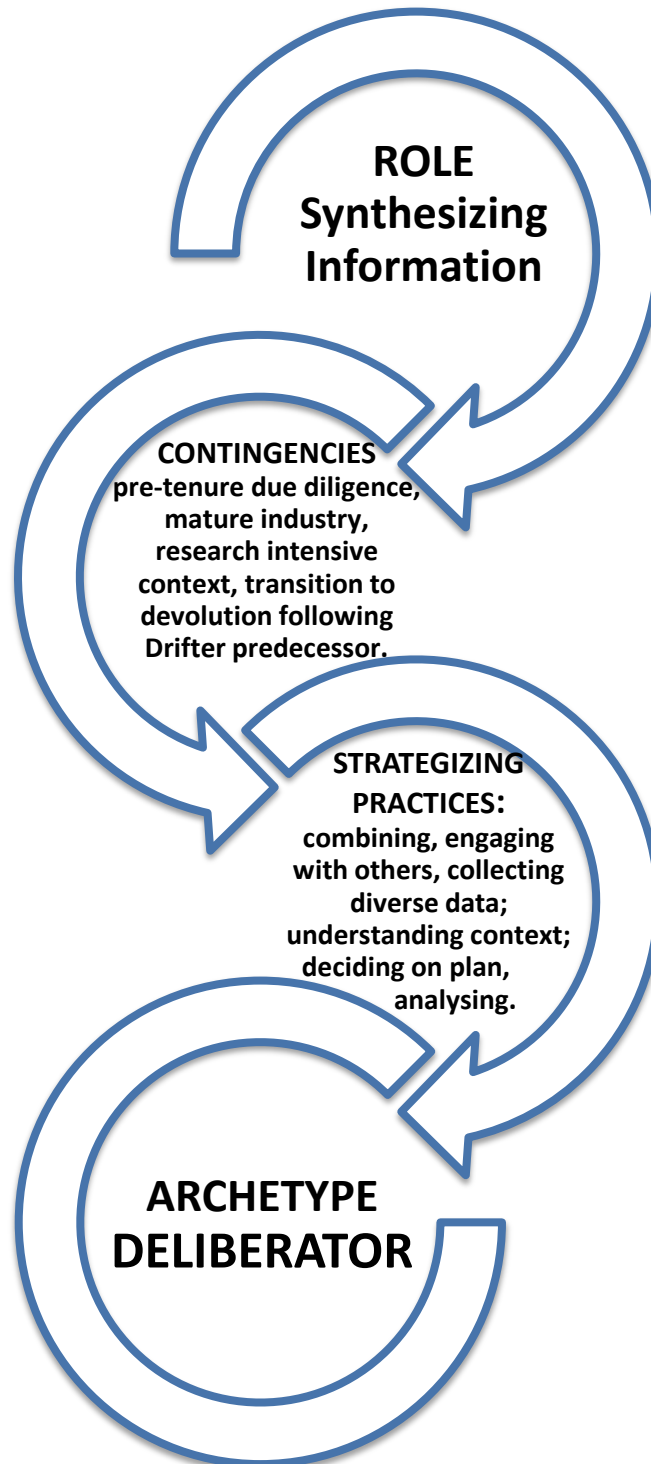 ROLE
Synthesizing
Information
CONTINGENCIES
pre-tenure due diligence,
mature industry,
research intensive
context, transition to
devolution following
Drifter predecessor.
STRATEGIZING
PRACTICES:
combining, engaging
with others, collecting
diverse data;
understanding context;
deciding on plan,
analysing.
ARCHETYPE
DELIBERATOR